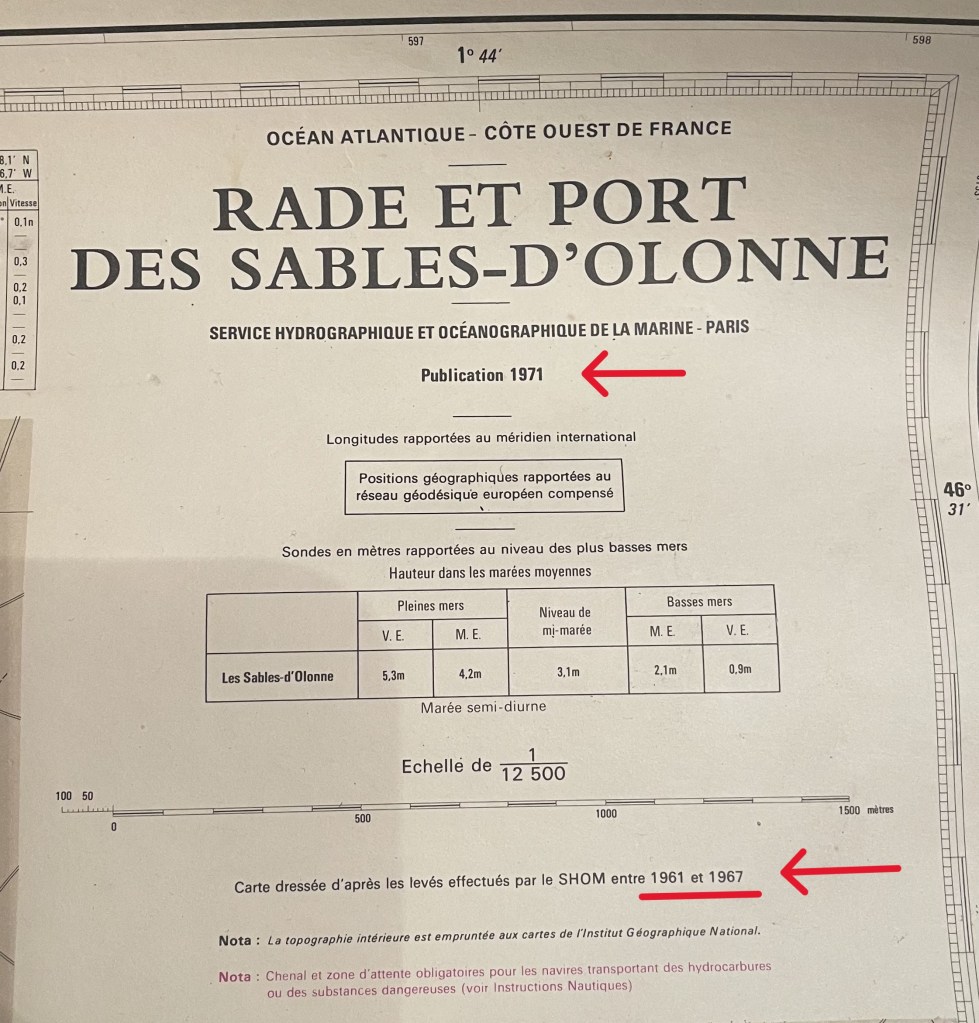 597
598
1° 44′
OCÉAN ATLANTIQUE - CÔTE OUEST DE FRANCE
8,1′ N
6,7′ W
M.E.
Vitesse
0,1n
0,3
0,2
0,1
0,2
0,2
RADE ET PORT
DES SABLES-D’OLONNE
SERVICE HYDROGRAPHIQUE ET OCÉANOGRAPHIQUE DE LA MARINE - PARIS
Publication 1971
Longitudes rapportées au méridien international
Positions géographiques rapportées au
réseau géodésique européen compensé
46°
31′
Sondes en mètres rapportées au niveau des plus basses mers
Hauteur dans les marées moyennes
Pleines mers
Niveau de
mi-marée
Basses mers
V. E.
M. E.
M. E.
V. E.
Les Sables-d’Olonne
5,3m
4,2m
3,1m
2,1m
0,9m
Marée semi-diurne
Echelle de 1
12 500
100 50
0
500
1000
1500 mètres
Carte dressée d’après les levés effectués par le SHOM entre 1961 et 1967
Nota : La topographie intérieure est empruntée aux cartes de l’Institut Géographique National.
Nota : Chenal et zone d’attente obligatoires pour les navires transportant des hydrocarbures
ou des substances dangereuses (voir Instructions Nautiques)